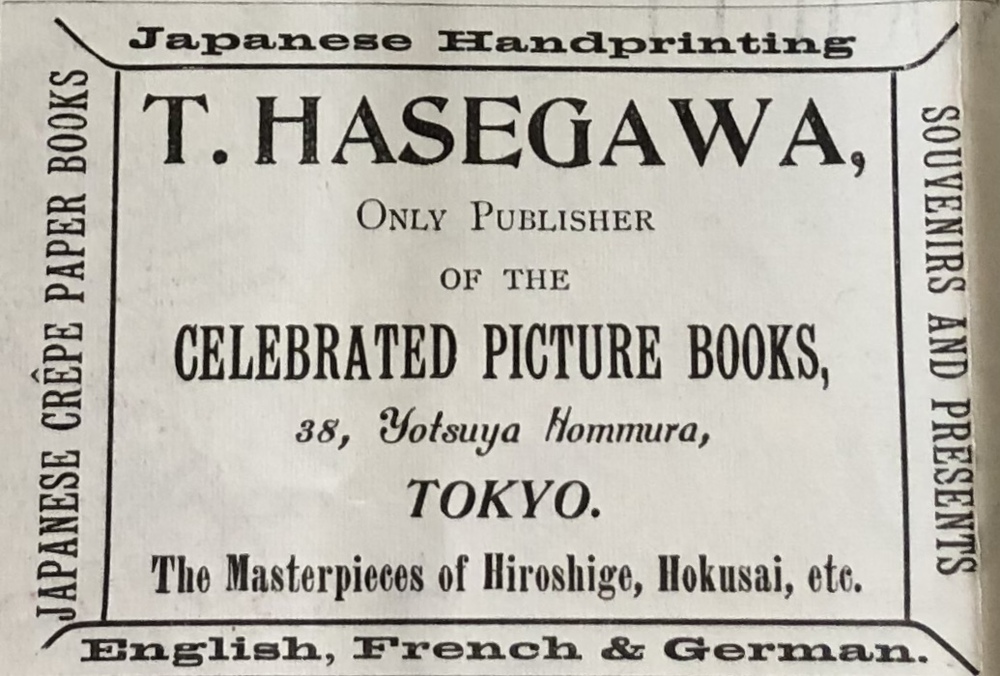 Japanese Handprinting
JAPANESE CRÊPE PAPER BOOKS
T. HASEGAWA,
ONLY PUBLISHER
OF THE
CELEBRATED PICTURE BOOKS,
38, Yotsuya Hommura,
TOKYO.
The Masterpieces of Hiroshige, Hokusai, etc.
SOUVENIRS AND PRESENTS
English, French & German.